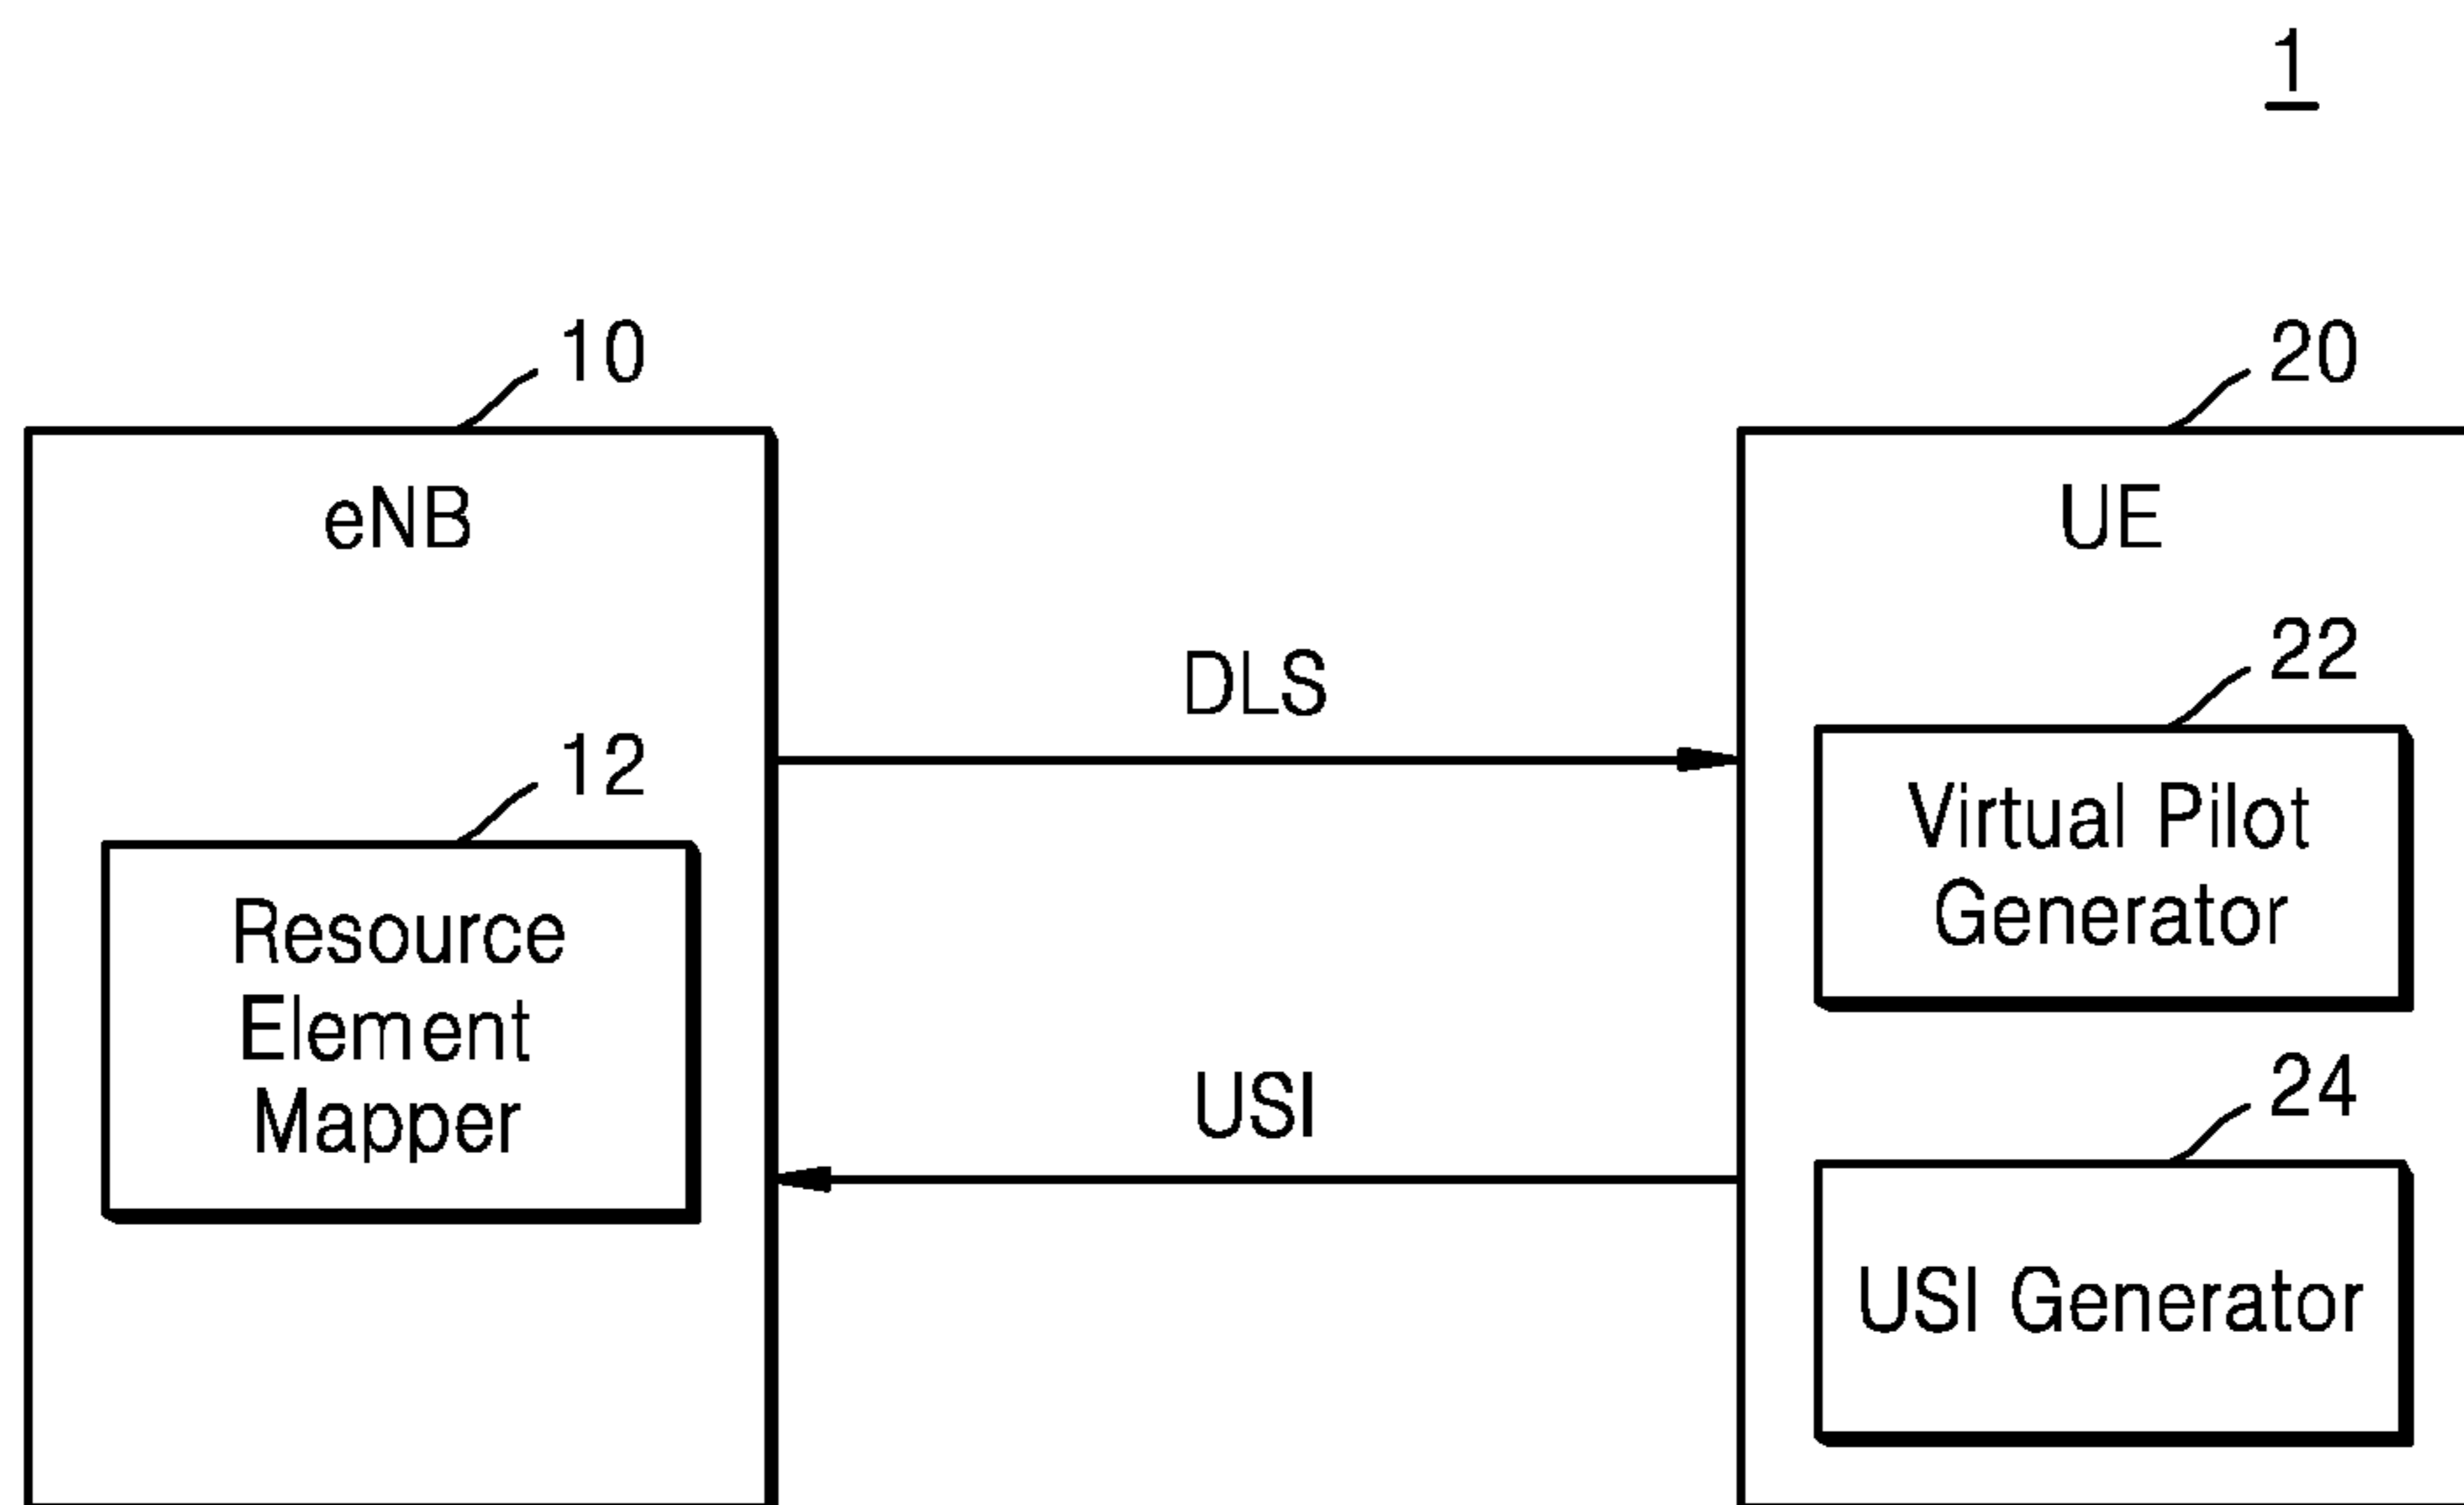 1
10
20
eNB
UE
DLS
22
12
Virtual Pilot
Generator
Resource
Element
Mapper
USI
24
USI Generator